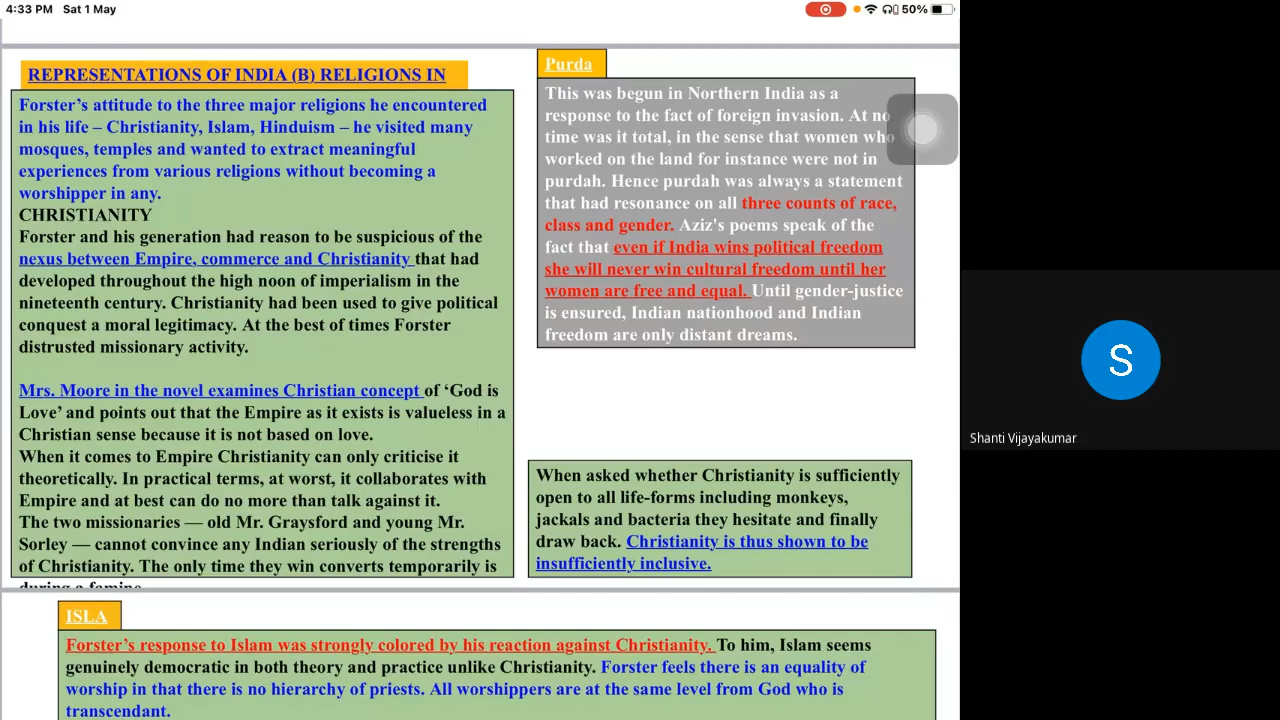 4:33 PM Sat 1 May
50%
REPRESENTATIONS OF INDIA (B) RELIGIONS IN
Forster’s attitude to the three major religions he encountered
in his life – Christianity, Islam, Hinduism – he visited many
mosques, temples and wanted to extract meaningful
experiences from various religions without becoming a
worshipper in any.
CHRISTIANITY
Forster and his generation had reason to be suspicious of the
nexus between Empire, commerce and Christianity that had
developed throughout the high noon of imperialism in the
nineteenth century. Christianity had been used to give political
conquest a moral legitimacy. At the best of times Forster
distrusted missionary activity.
Mrs. Moore in the novel examines Christian concept of ‘God is
Love’ and points out that the Empire as it exists is valueless in a
Christian sense because it is not based on love.
When it comes to Empire Christianity can only criticise it
theoretically. In practical terms, at worst, it collaborates with
Empire and at best can do no more than talk against it.
The two missionaries — old Mr. Graysford and young Mr.
Sorley — cannot convince any Indian seriously of the strengths
of Christianity. The only time they win converts temporarily is
during a famine.
Purda
This was begun in Northern India as a
response to the fact of foreign invasion. At no
time was it total, in the sense that women who
worked on the land for instance were not in
purdah. Hence purdah was always a statement
that had resonance on all three counts of race,
class and gender. Aziz's poems speak of the
fact that even if India wins political freedom
she will never win cultural freedom until her
women are free and equal. Until gender-justice
is ensured, Indian nationhood and Indian
freedom are only distant dreams.
When asked whether Christianity is sufficiently
open to all life-forms including monkeys,
jackals and bacteria they hesitate and finally
draw back. Christianity is thus shown to be
insufficiently inclusive.
ISLA
Forster’s response to Islam was strongly colored by his reaction against Christianity. To him, Islam seems
genuinely democratic in both theory and practice unlike Christianity. Forster feels there is an equality of
worship in that there is no hierarchy of priests. All worshippers are at the same level from God who is
transcendant.
S
Shanti Vijayakumar